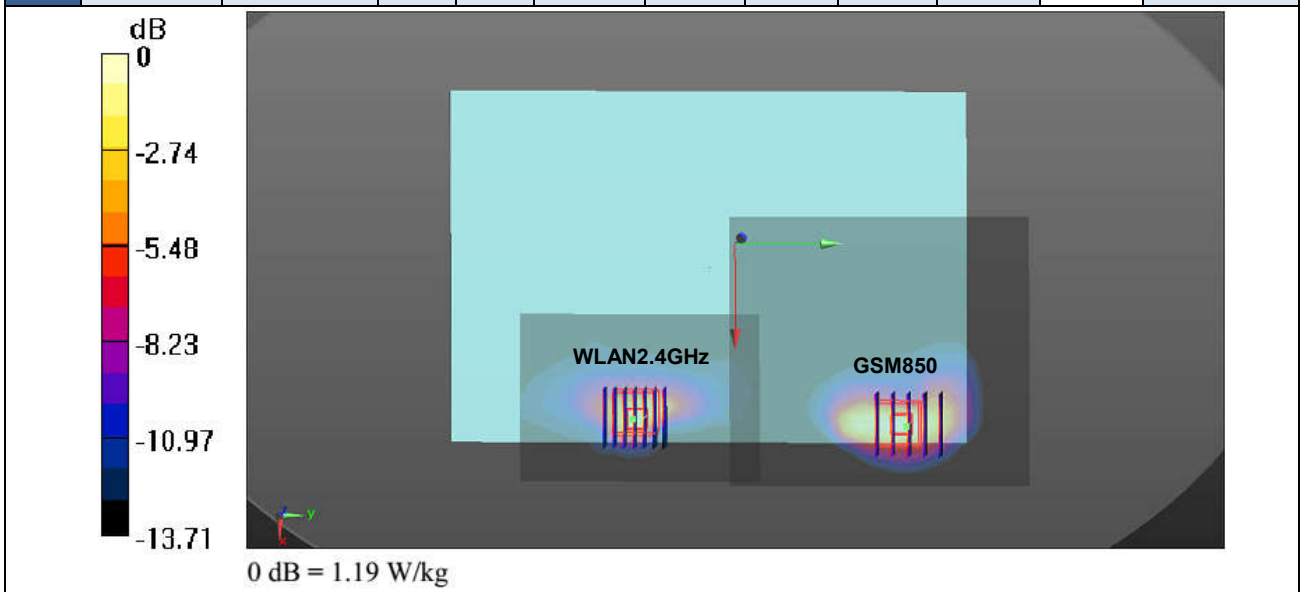 dB
0
-2.74
-5.48
-8.23
-10.97
-13.71
WLAN2.4GHz
GSM850
y
x
0 dB = 1.19 W/kg